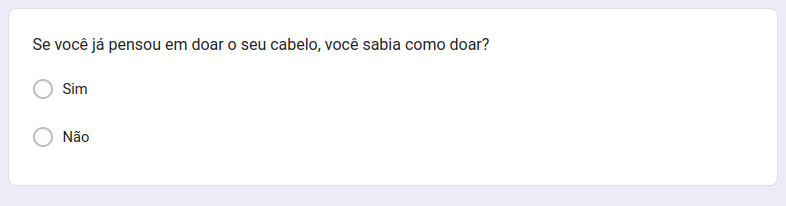 Se você já pensou em doar o seu cabelo, você sabia como doar?
Sim
Não